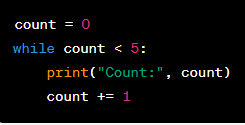 count = 0
while count < 5:
    print("Count:", count)
    count += 1